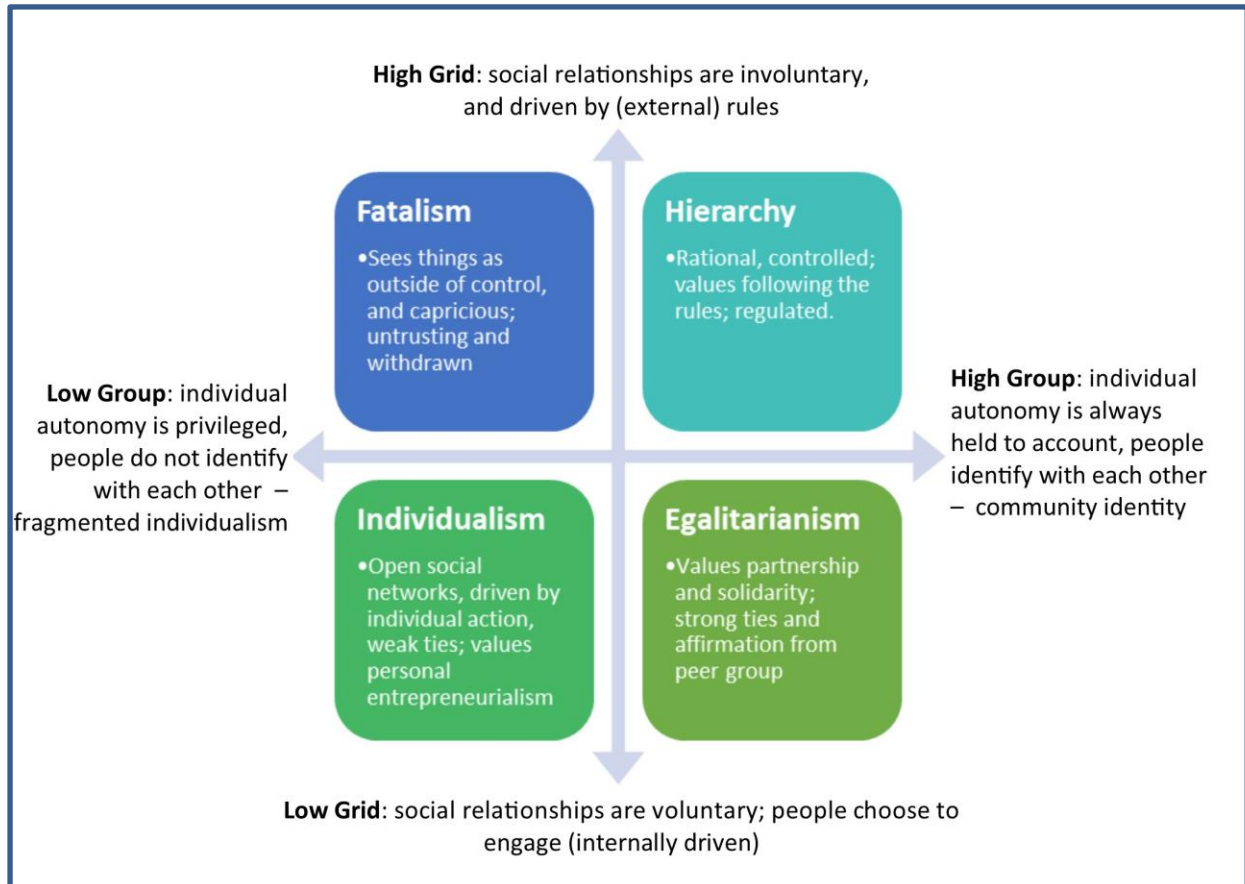 High Grid: social relationships are involuntary,
and driven by (external) rules
Fatalism
•Sees things as
outside of control,
and capricious;
untrusting and
withdrawn
Hierarchy
•Rational, controlled;
values following the
rules; regulated.
Low Group: individual
autonomy is privileged,
people do not identify
with each other –
fragmented individualism
High Group: individual
autonomy is always
held to account, people
identify with each other
– community identity
Individualism
•Open social
networks, driven by
individual action,
weak ties; values
personal
entrepreneurialism
Egalitarianism
•Values partnership
and solidarity;
strong ties and
affirmation from
peer group
Low Grid: social relationships are voluntary; people choose to
engage (internally driven)